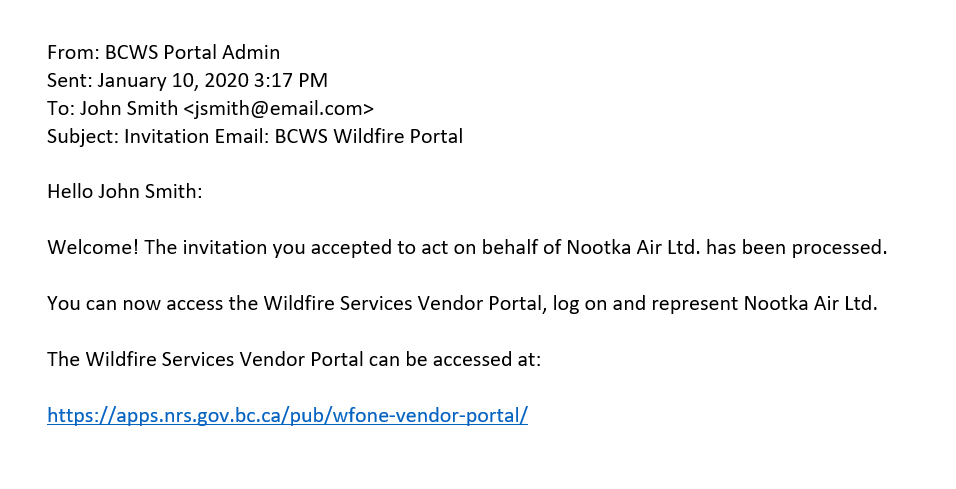 From: BCWS Portal Admin
Sent: January 10, 2020 3:17 PM
To: John Smith <jsmith@email.com>
Subject: Invitation Email: BCWS Wildfire Portal
Hello John Smith:
Welcome! The invitation you accepted to act on behalf of Nootka Air Ltd. has been processed.
You can now access the Wildfire Services Vendor Portal, log on and represent Nootka Air Ltd.
The Wildfire Services Vendor Portal can be accessed at:
https://apps.nrs.gov.bc.ca/pub/wfone-vendor-portal/